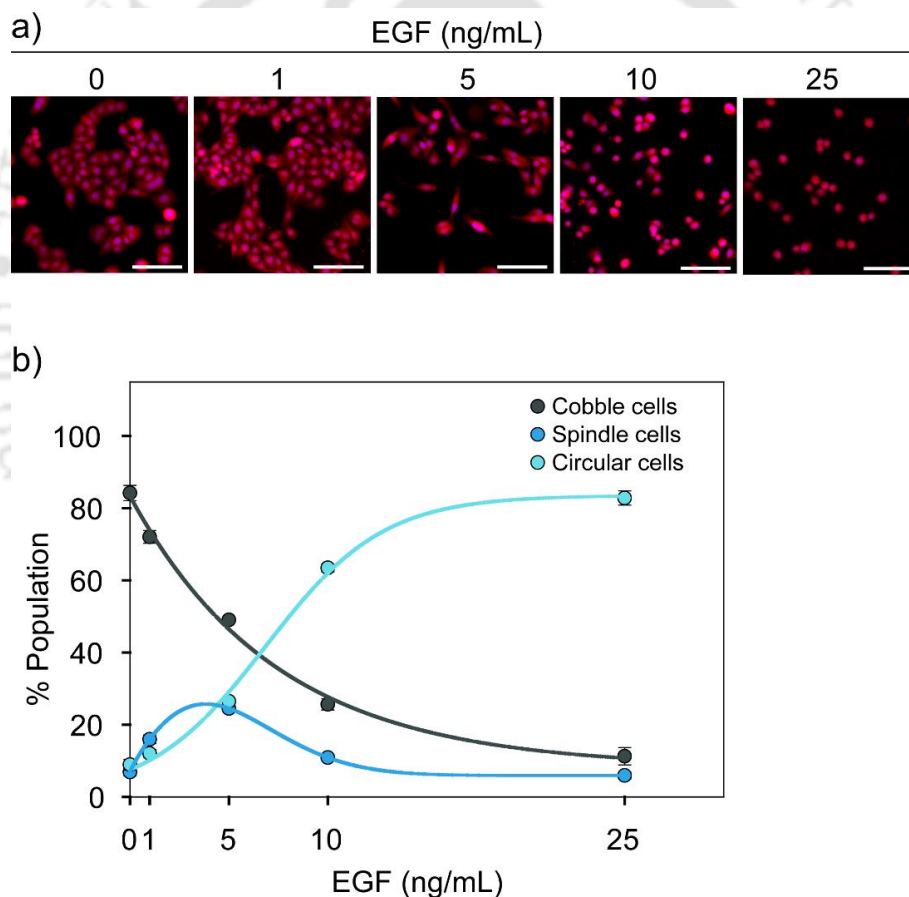 a)
EGF (ng/mL)
0 1 5 10 25
b)
Cobble cells
Spindle cells
Circular cells
100
80
60
40
20
0
% Population
0 1 5 10 25
EGF (ng/mL)